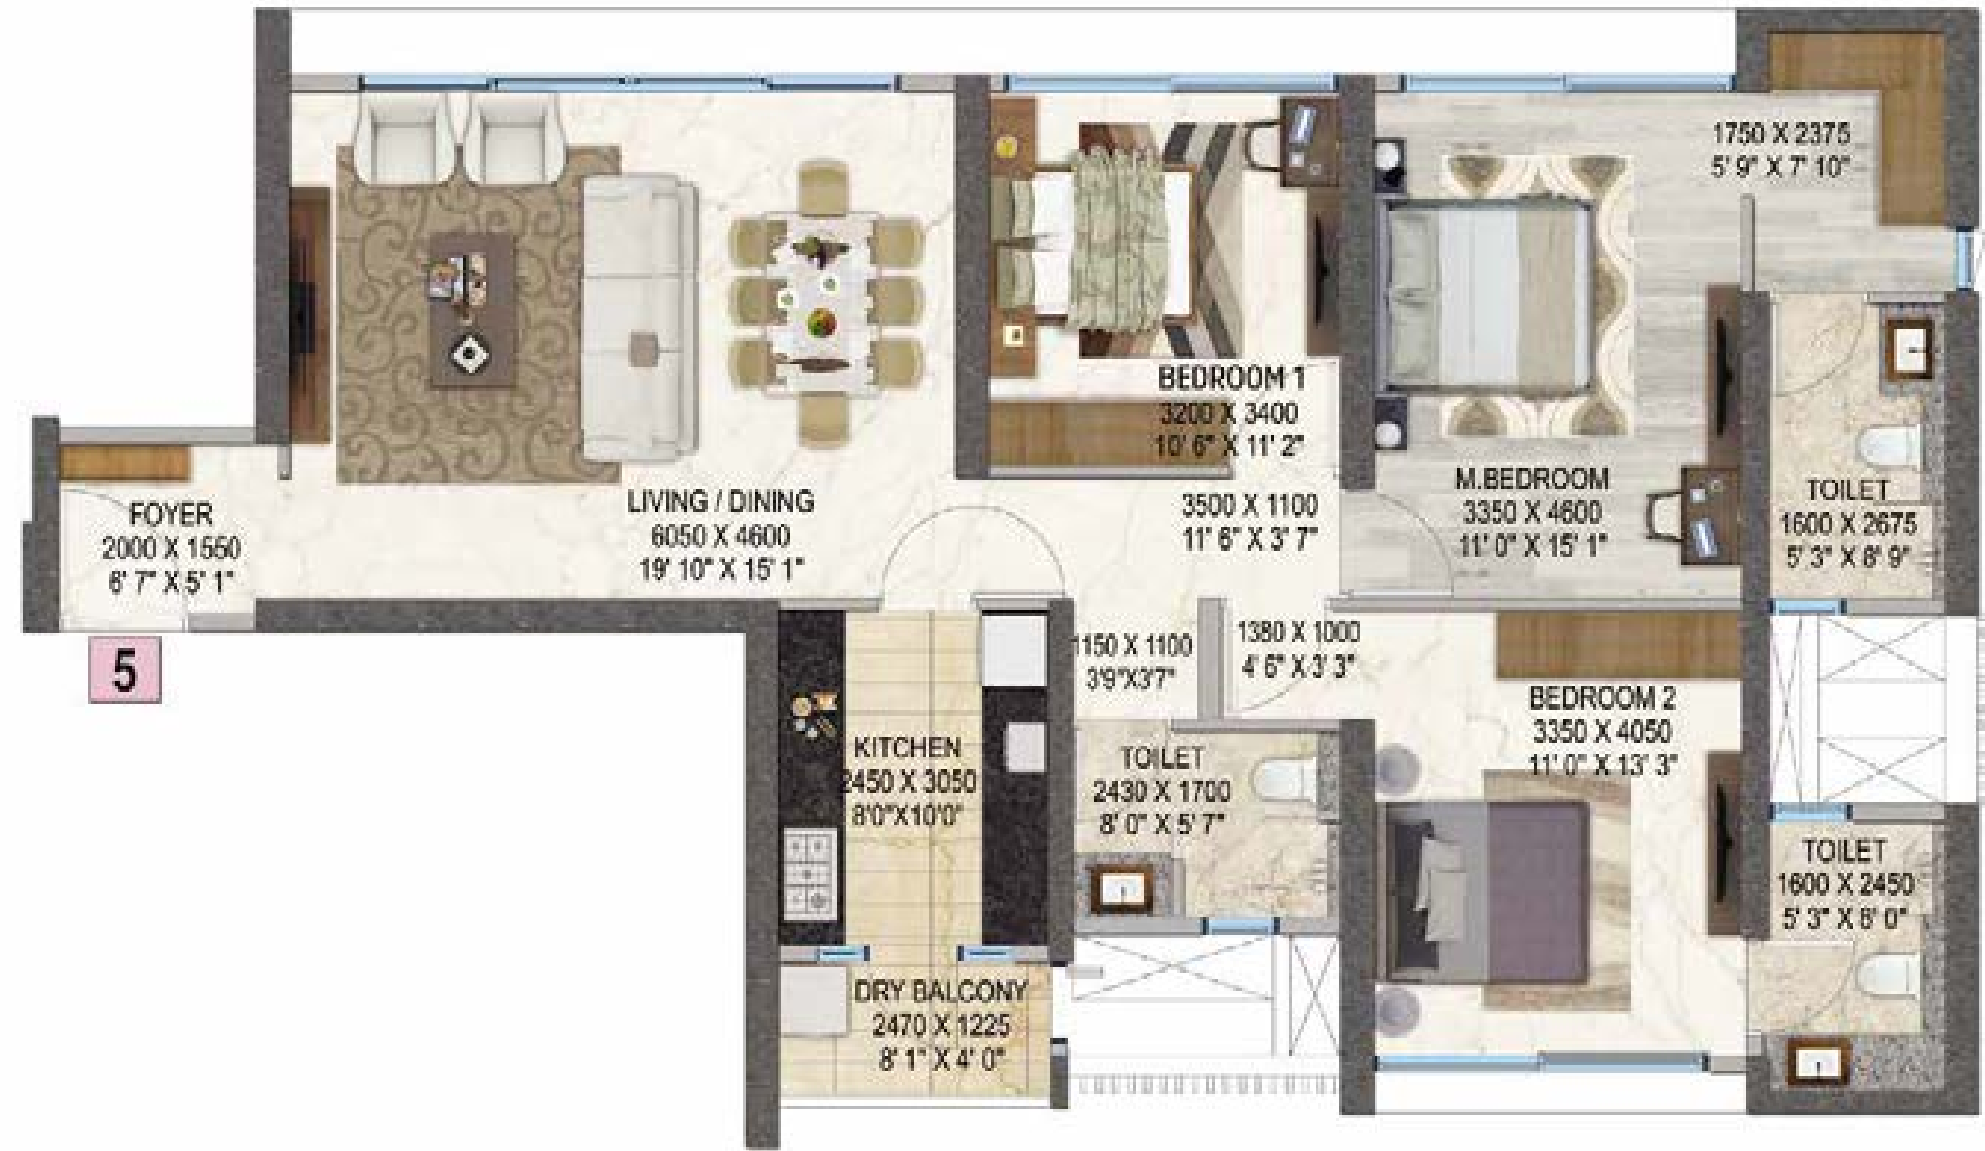 1750 X 2375
5' 9" X 7' 10"
BEDROOM 1
3200 X 3400
10' 6" X 11' 2"
FOYER
2000 X 1550
6' 7" X 5' 1"
LIVING / DINING
6050 X 4600
19' 10" X 15' 1"
3500 X 1100
11' 6" X 3' 7"
M.BEDROOM
3350 X 4600
11' 0" X 15' 1"
TOILET
1600 X 2675
5' 3" X 8' 9"
5
1150 X 1100
3'9"X3'7"
1380 X 1000
4' 6" X 3' 3"
BEDROOM 2
3350 X 4050
11' 0" X 13' 3"
KITCHEN
2450 X 3050
8'0"X10'0"
TOILET
2430 X 1700
8' 0" X 5' 7"
TOILET
1600 X 2450
5' 3" X 8' 0"
DRY BALCONY
2470 X 1225
8' 1" X 4' 0"